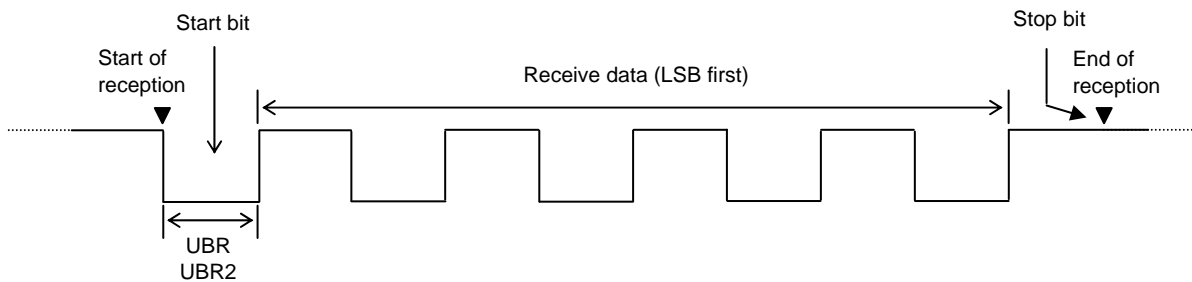 Start bit
Stop bit
Start of
reception
Receive data (LSB first)
End of
reception
UBR
UBR2